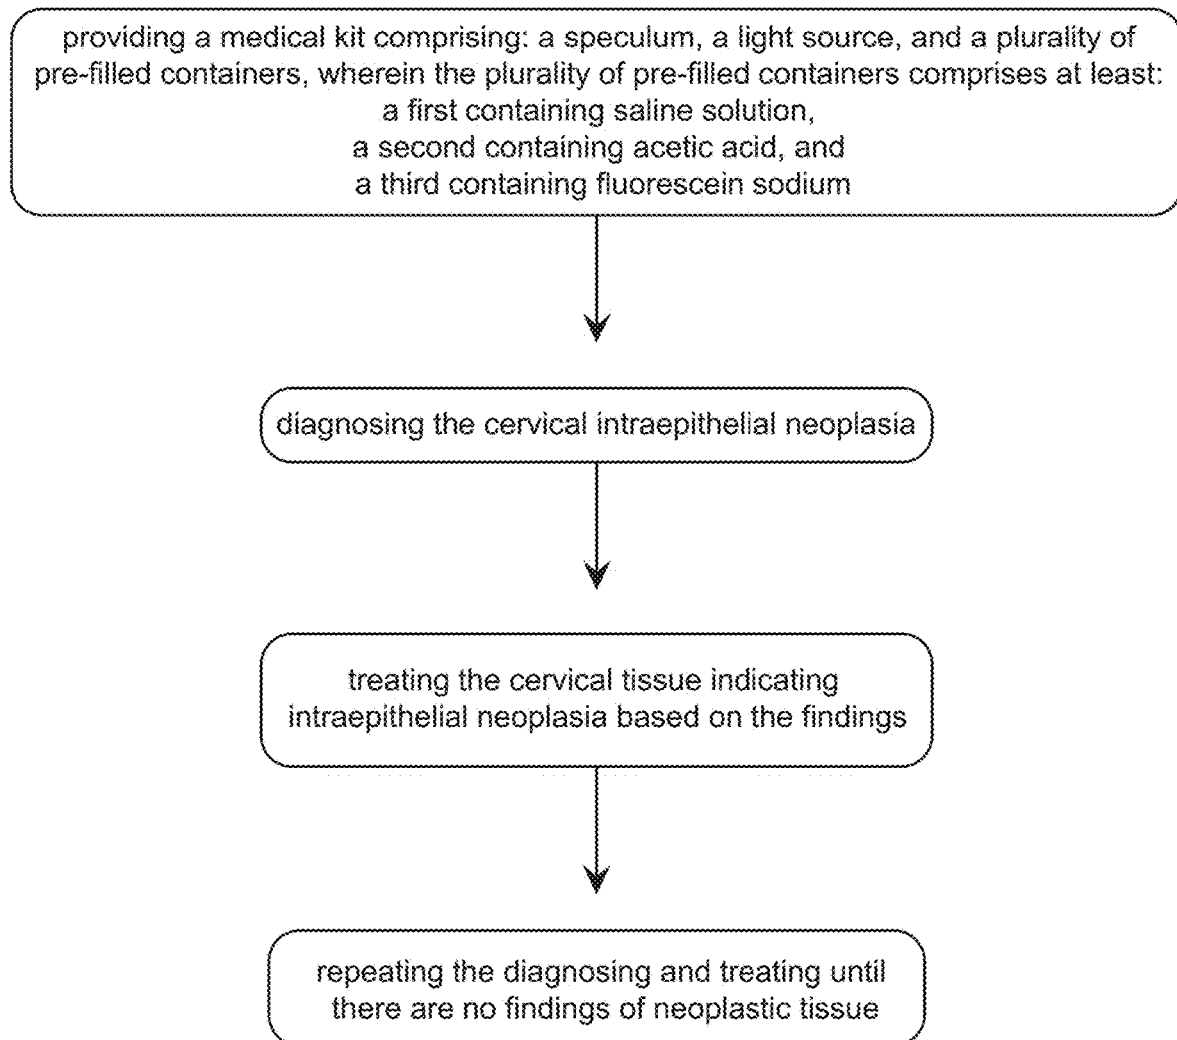 providing a medical kit comprising: a speculum, a light source, and a plurality of
pre-filled containers, wherein the plurality of pre-filled containers comprises at least:
a first containing saline solution,
a second containing acetic acid, and
a third containing fluorescein sodium
diagnosing the cervical intraepithelial neoplasia
treating the cervical tissue indicating
intraepithelial neoplasia based on the findings
repeating the diagnosing and treating until
there are no findings of neoplastic tissue